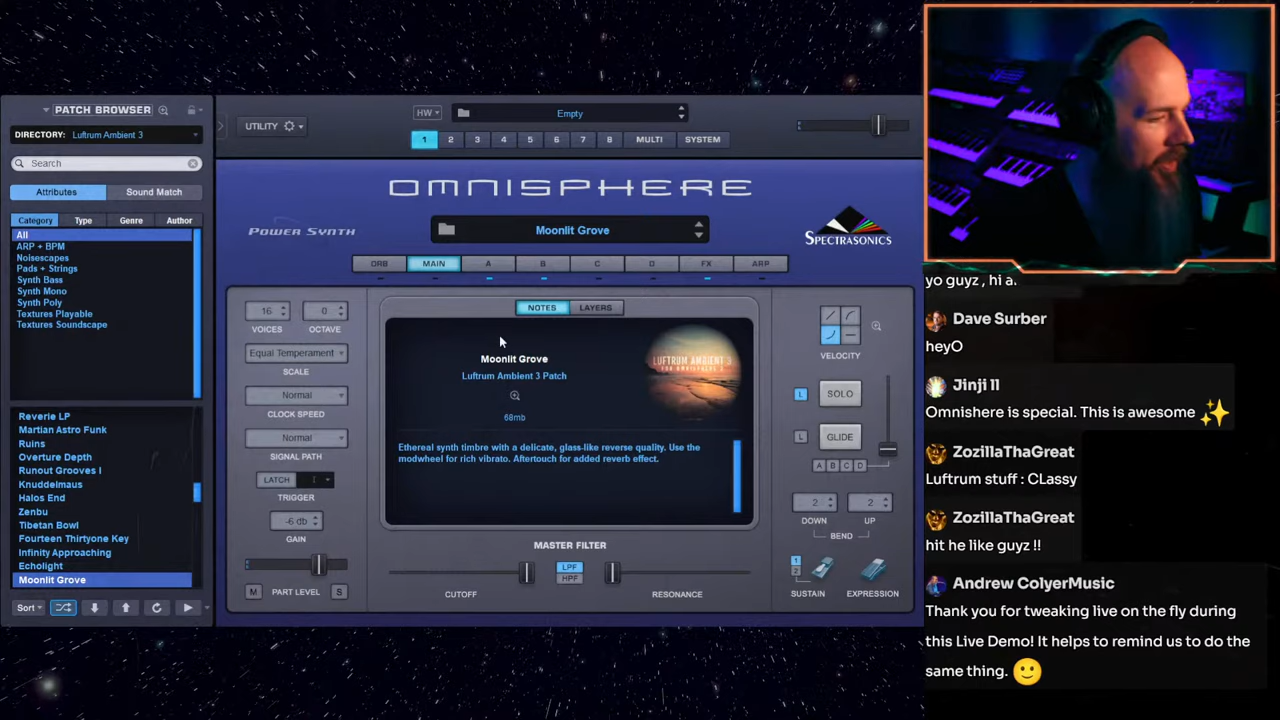 PATCH BROWSER
DIRECTORY: Luftrum Ambient 3
Search
Attributes
Sound Match
Category
Type
Genre
Author
All
ARP + BPM
Noisescapes
Pads + Strings
Synth Bass
Synth Mono
Synth Poly
Textures Playable
Textures Soundscape
Reverie LP
Martian Astro Funk
Ruins
Overture Depth
Runout Grooves I
Knuddelmaus
Halos End
Zenbu
Tibetan Bowl
Fourteen Thirtyone Key
Infinity Approaching
Echolight
Moonlit Grove
Sort
UTILITY
HW
Empty
1 2 3 4 5 6 7 8 MULTI SYSTEM
OMNISPHERE
POWER SYNTH
Moonlit Grove
SPECTRASONICS
ORB MAIN A B C D FX ARP
16
0
VOICES
OCTAVE
Equal Temperament
SCALE
Normal
CLOCK SPEED
Normal
SIGNAL PATH
LATCH
TRIGGER
-6 db
GAIN
M PART LEVEL S
NOTES
LAYERS
Moonlit Grove
Luftrum Ambient 3 Patch
68mb
LUFTRUM AMBIENT 3
FOR OMNISPHERE 2
Ethereal synth timbre with a delicate, glass-like reverse quality. Use the
modwheel for rich vibrato. Aftertouch for added reverb effect.
MASTER FILTER
LPF
HPF
CUTOFF
RESONANCE
VELOCITY
L SOLO
L GLIDE
A B C D
2
2
DOWN
UP
BEND
1
2
SUSTAIN
EXPRESSION
yo guyz , hi a.
Dave Surber
heyO
Jinji ll
Omnishere is special. This is awesome
ZozillaThaGreat
Luftrum stuff : CLassy
ZozillaThaGreat
hit he like guyz !!
Andrew ColyerMusic
Thank you for tweaking live on the fly during
this Live Demo! It helps to remind us to do the
same thing.